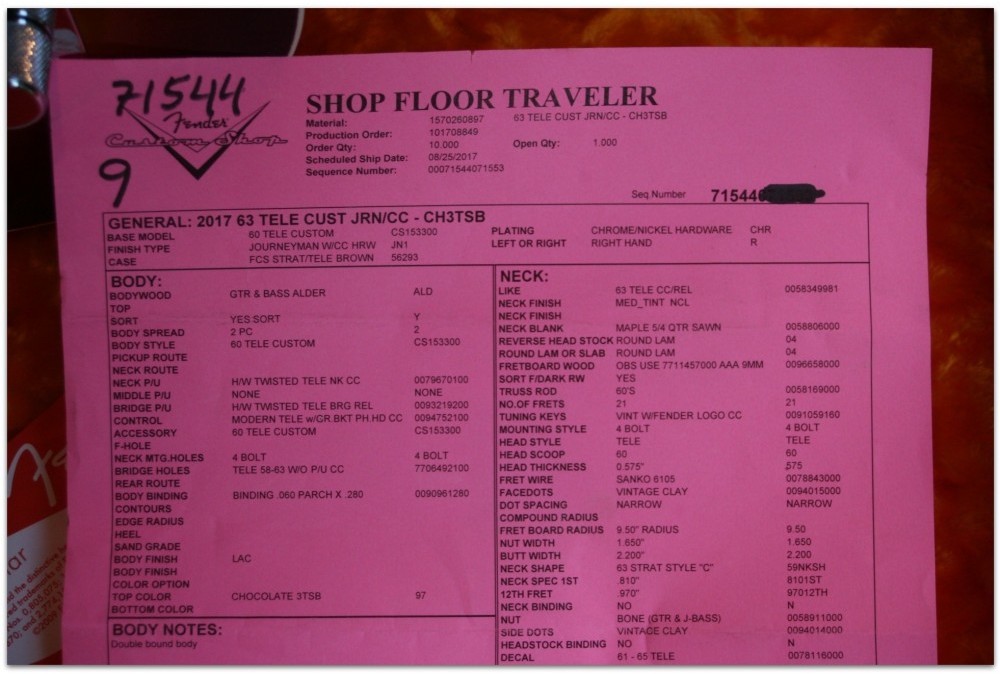 71544
Fender
Custom Shop
9
SHOP FLOOR TRAVELER
Material: 1570260897 63 TELE CUST JRN/CC - CH3TSB
Production Order: 101708849
Order Qty: 10.000 Open Qty: 1.000
Scheduled Ship Date: 08/25/2017
Sequence Number: 00071544071553
Seq Number 71544
GENERAL: 2017 63 TELE CUST JRN/CC - CH3TSB
BASE MODEL 60 TELE CUSTOM CS153300 PLATING CHROME/NICKEL HARDWARE CHR
FINISH TYPE JOURNEYMAN W/CC HRW JN1 LEFT OR RIGHT RIGHT HAND R
CASE FCS STRAT/TELE BROWN 56293
BODY:
BODYWOOD GTR & BASS ALDER ALD
TOP
SORT YES SORT Y
BODY SPREAD 2 PC 2
BODY STYLE 60 TELE CUSTOM CS153300
PICKUP ROUTE
NECK ROUTE
NECK P/U H/W TWISTED TELE NK CC 0079670100
MIDDLE P/U NONE NONE
BRIDGE P/U H/W TWISTED TELE BRG REL 0093219200
CONTROL MODERN TELE w/CR.BKT PH.HD CC 0094752100
ACCESSORY 60 TELE CUSTOM CS153300
F-HOLE
NECK MTG.HOLES 4 BOLT 4 BOLT
BRIDGE HOLES TELE 58-63 W/O P/U CC 7706492100
REAR ROUTE
BODY BINDING BINDING .060 PARCH X .280 0090961280
CONTOURS
EDGE RADIUS
HEEL
SAND GRADE
BODY FINISH LAC
BODY FINISH
COLOR OPTION
TOP COLOR CHOCOLATE 3TSB 97
BOTTOM COLOR
BODY NOTES:
Double bound body
NECK:
LIKE 63 TELE CC/REL 0058349981
NECK FINISH MED_TINT NCL
NECK FINISH
NECK BLANK MAPLE 5/4 QTR SAWN 0058806000
REVERSE HEAD STOCK ROUND LAM 04
ROUND LAM OR SLAB ROUND LAM 04
FRETBOARD WOOD OBS USE 7711457000 AAA 9MM 0096658000
SORT F/DARK RW YES
TRUSS ROD 60'S 0058169000
NO.OF FRETS 21 21
TUNING KEYS VINT W/FENDER LOGO CC 0091059160
MOUNTING STYLE 4 BOLT 4 BOLT
HEAD STYLE TELE TELE
HEAD SCOOP 60 60
HEAD THICKNESS 0.575" .575
FRET WIRE SANKO 6105 0078843000
FACEDOTS VINTAGE CLAY 0094015000
DOT SPACING NARROW NARROW
COMPOUND RADIUS
FRET BOARD RADIUS 9.50" RADIUS 9.50
NUT WIDTH 1.650" 1.650
BUTT WIDTH 2.200" 2.200
NECK SHAPE 63 STRAT STYLE "C" 59NKSH
NECK SPEC 1ST .810" 8101ST
12TH FRET .970" 97012TH
NECK BINDING NO N
NUT BONE (GTR & J-BASS) 0058911000
SIDE DOTS VINTAGE CLAY 0094014000
HEADSTOCK BINDING NO N
DECAL 61 - 65 TELE 0078116000